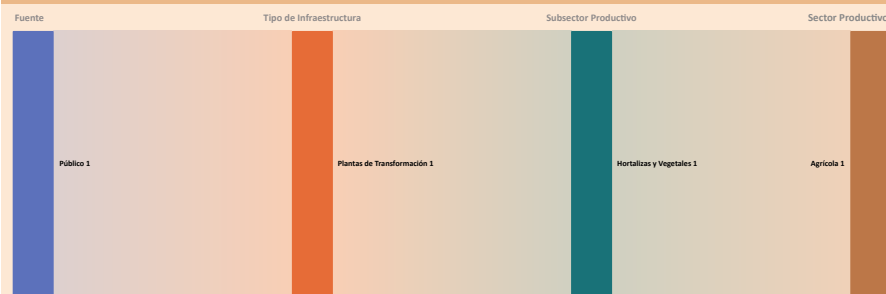 Fuente Tipo de Infraestructura Subsector Productivo Sector Productivo
Público 1 Plantas de Transformación 1 Hortalizas y Vegetales 1 Agrícola 1